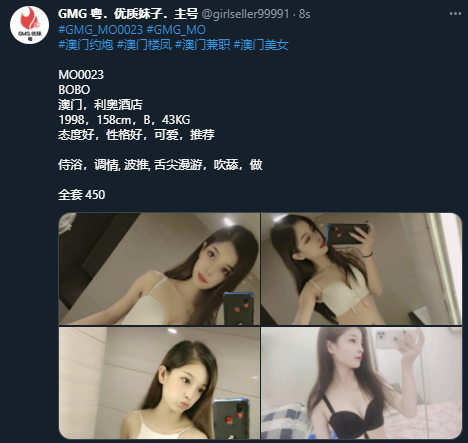 GMG 粤．优质妹子．主号 @girlseller99991 · 8s
#GMG_MO0023 #GMG_MO
#澳门约炮 #澳门楼凤 #澳门兼职 #澳门美女
MO0023
BOBO
澳门，利奥酒店
1998，158cm，B，43KG
态度好，性格好，可爱，推荐
侍浴，调情, 波推, 舌尖漫游，吹舔，做
全套 450